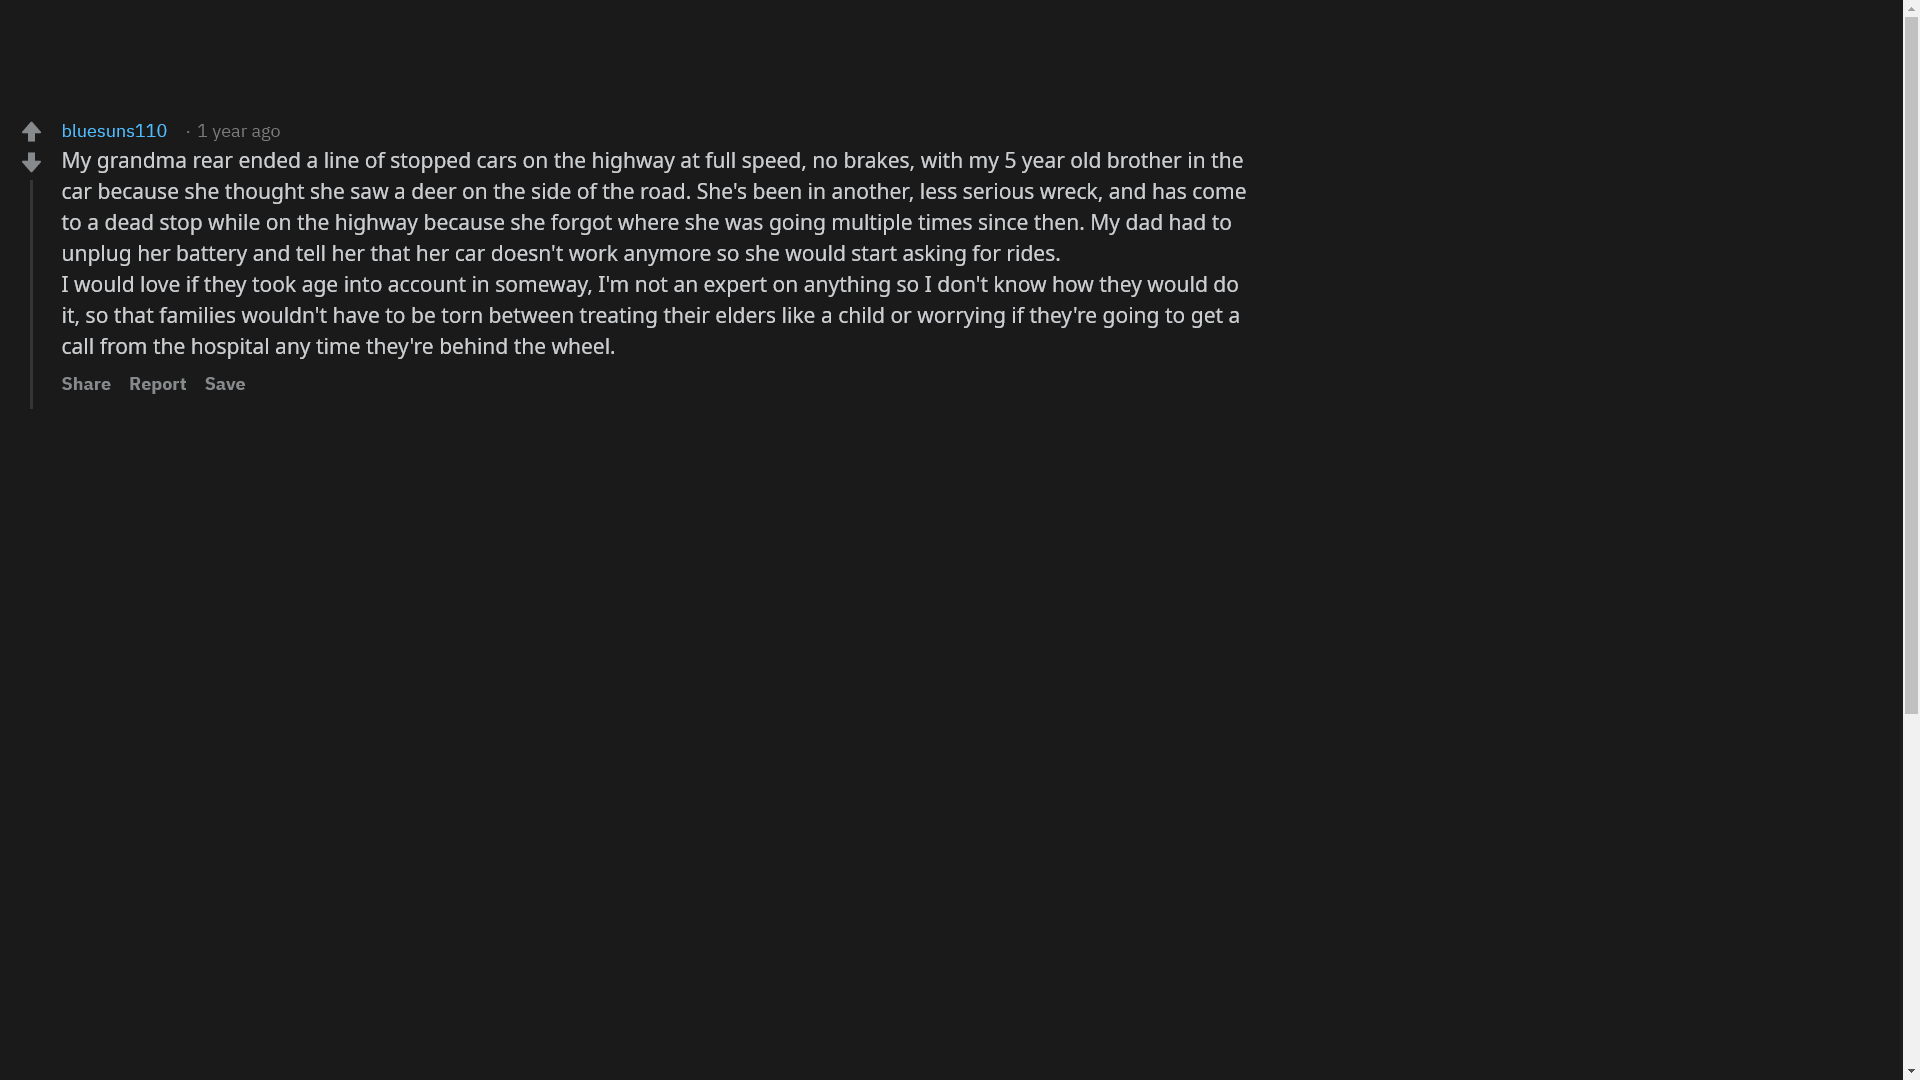 bluesuns110 · 1 year ago
My grandma rear ended a line of stopped cars on the highway at full speed, no brakes, with my 5 year old brother in the
car because she thought she saw a deer on the side of the road. She's been in another, less serious wreck, and has come
to a dead stop while on the highway because she forgot where she was going multiple times since then. My dad had to
unplug her battery and tell her that her car doesn't work anymore so she would start asking for rides.
I would love if they took age into account in someway, I'm not an expert on anything so I don't know how they would do
it, so that families wouldn't have to be torn between treating their elders like a child or worrying if they're going to get a
call from the hospital any time they're behind the wheel.
Share Report Save